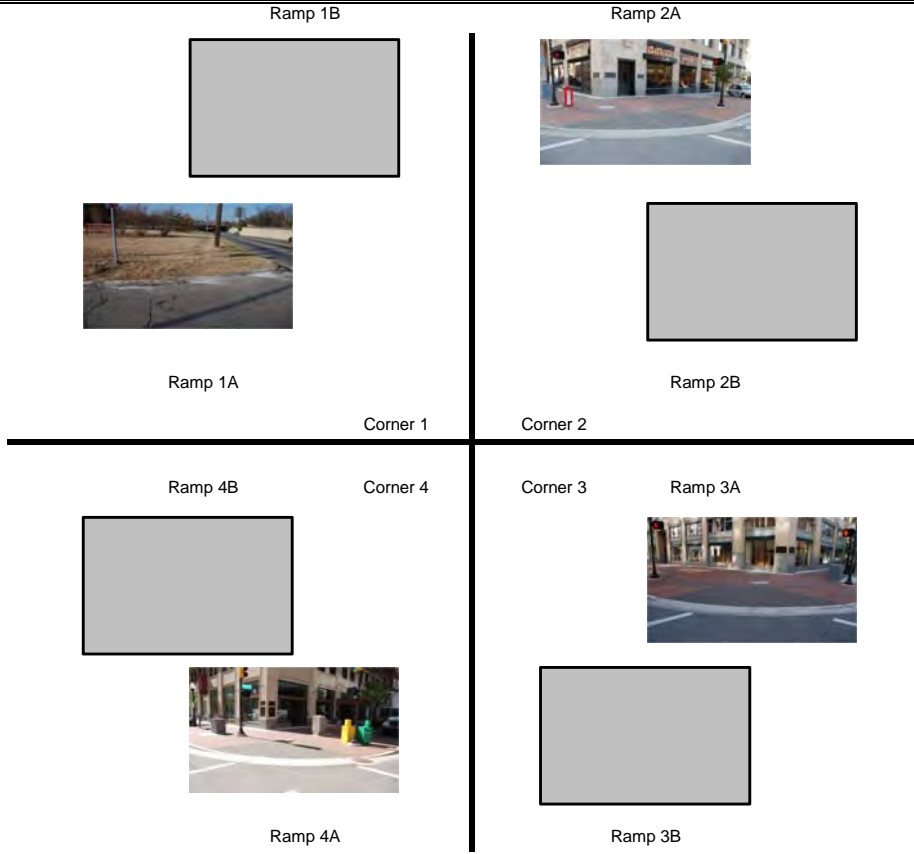 Ramp 1B Ramp 2A
Ramp 1A Ramp 2B
Corner 1 Corner 2
Ramp 4B Corner 4 Corner 3 Ramp 3A
Ramp 4A Ramp 3B